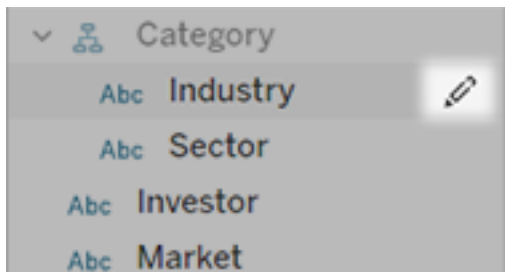 Category
Abc Industry
Abc Sector
Abc Investor
Abc Market